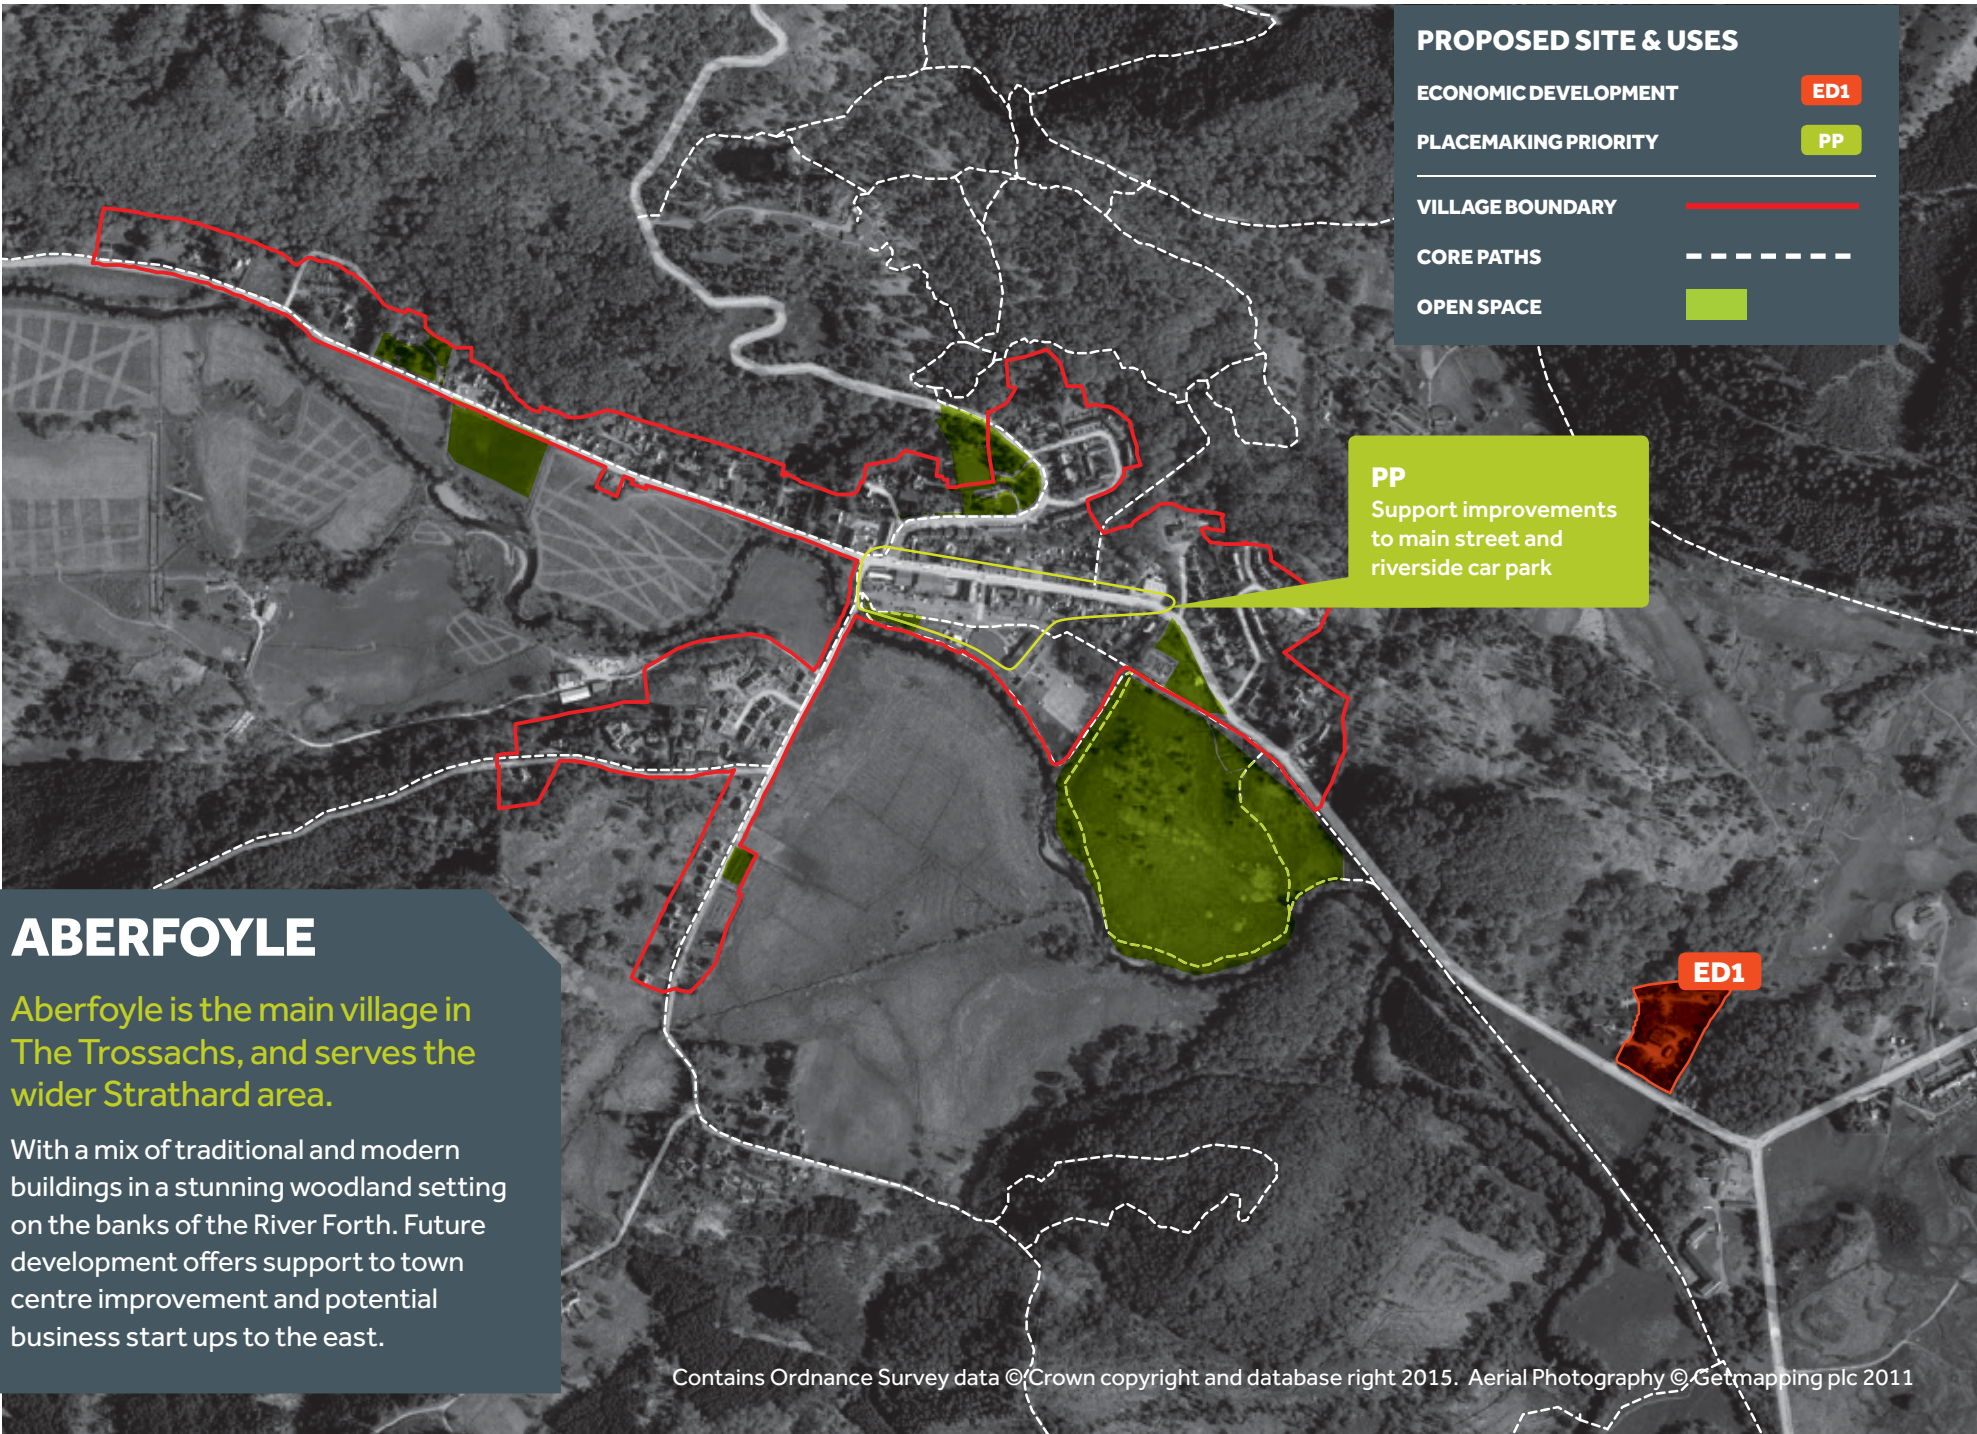 PROPOSED SITE & USES
ECONOMIC DEVELOPMENT ED1
PLACEMAKING PRIORITY PP
VILLAGE BOUNDARY
CORE PATHS
OPEN SPACE
PP
Support improvements
to main street and
riverside car park
ED1
ABERFOYLE
Aberfoyle is the main village in
The Trossachs, and serves the
wider Strathard area.
With a mix of traditional and modern
buildings in a stunning woodland setting
on the banks of the River Forth. Future
development offers support to town
centre improvement and potential
business start ups to the east.
Contains Ordnance Survey data © Crown copyright and database right 2015. Aerial Photography © Getmapping plc 2011